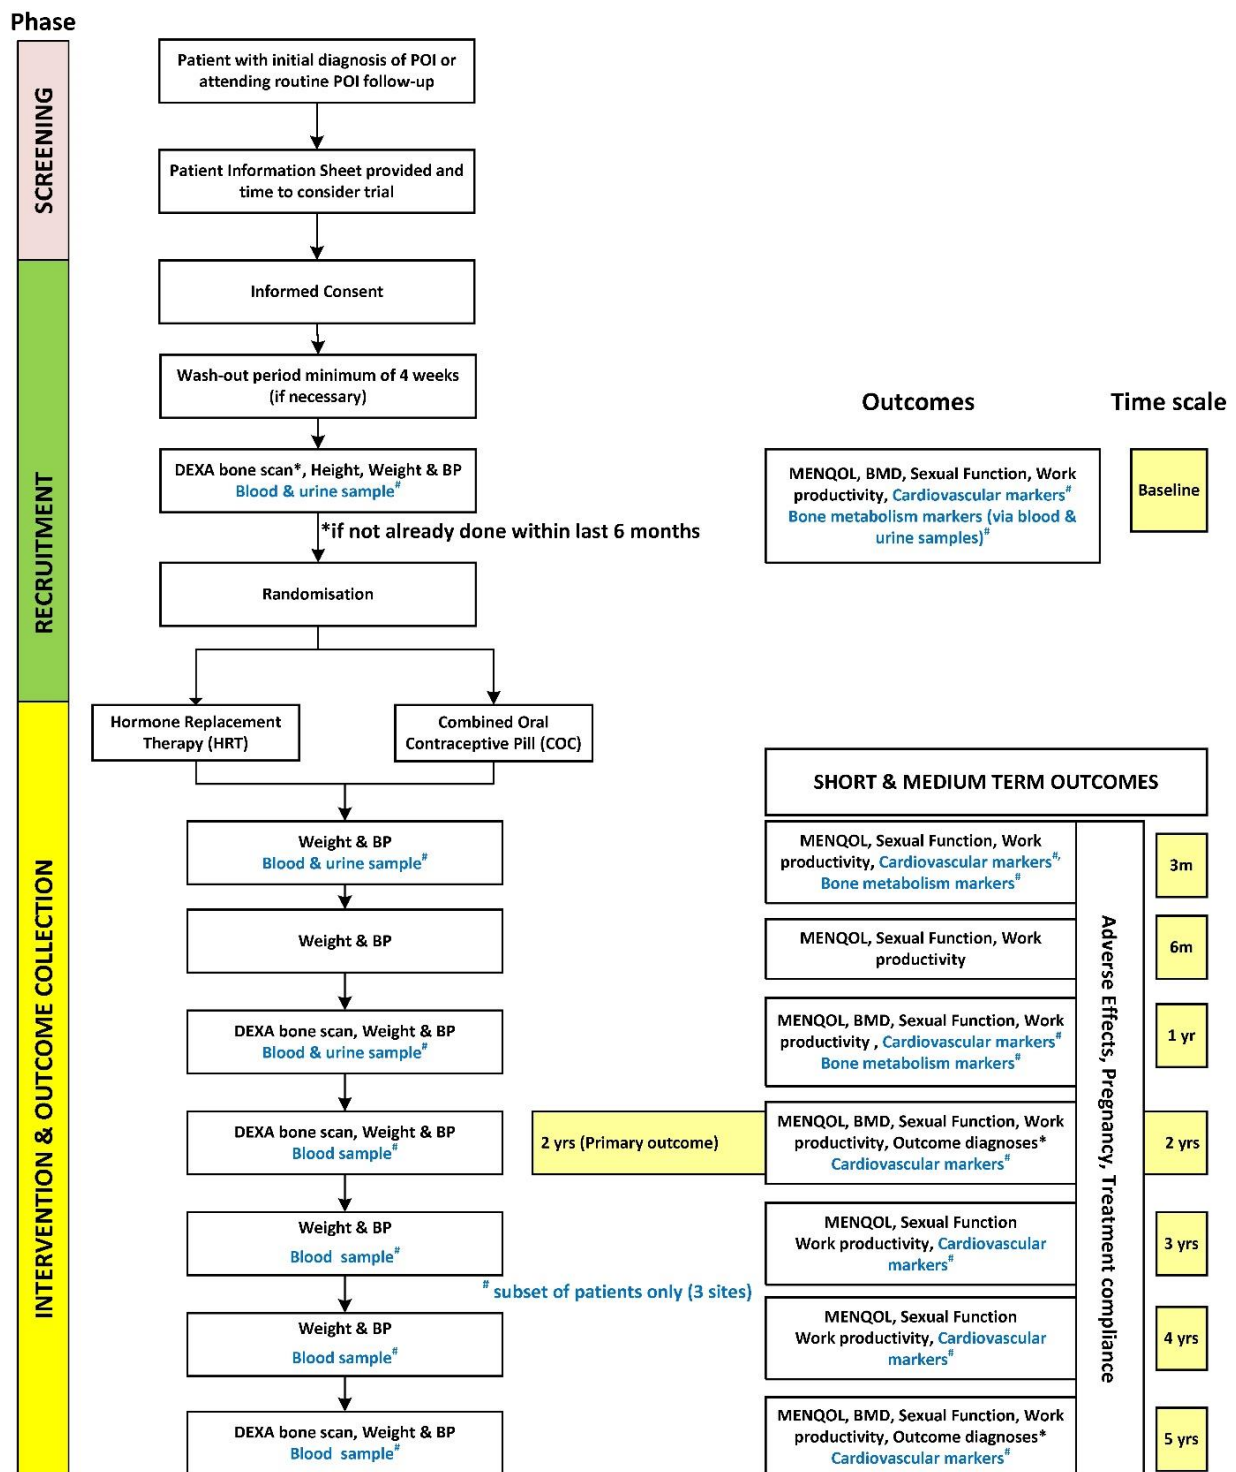 Phase
SCREENING
Patient with initial diagnosis of POI or
attending routine POI follow-up
Patient Information Sheet provided and
time to consider trial
RECRUITMENT
Informed Consent
Wash-out period minimum of 4 weeks
(if necessary)
Outcomes
Time scale
DEXA bone scan*, Height, Weight & BP
Blood & urine sample#
MENQOL, BMD, Sexual Function, Work
productivity, Cardiovascular markers#
Bone metabolism markers (via blood &
urine samples)#
Baseline
*if not already done within last 6 months
Randomisation
INTERVENTION & OUTCOME COLLECTION
Hormone Replacement
Therapy (HRT)
Combined Oral
Contraceptive Pill (COC)
SHORT & MEDIUM TERM OUTCOMES
Weight & BP
Blood & urine sample#
MENQOL, Sexual Function, Work
productivity, Cardiovascular markers#,
Bone metabolism markers#
3m
Adverse Effects, Pregnancy, Treatment compliance
Weight & BP
MENQOL, Sexual Function, Work
productivity
6m
DEXA bone scan, Weight & BP
Blood & urine sample#
MENQOL, BMD, Sexual Function, Work
productivity , Cardiovascular markers#
Bone metabolism markers#
1 yr
DEXA bone scan, Weight & BP
Blood sample#
2 yrs (Primary outcome)
MENQOL, BMD, Sexual Function, Work
productivity, Outcome diagnoses*
Cardiovascular markers#
2 yrs
Weight & BP
Blood sample#
MENQOL, Sexual Function
Work productivity, Cardiovascular
markers#
3 yrs
# subset of patients only (3 sites)
Weight & BP
Blood sample#
MENQOL, Sexual Function
Work productivity, Cardiovascular
markers#
4 yrs
DEXA bone scan, Weight & BP
Blood sample#
MENQOL, BMD, Sexual Function, Work
productivity, Outcome diagnoses*
Cardiovascular markers#
5 yrs